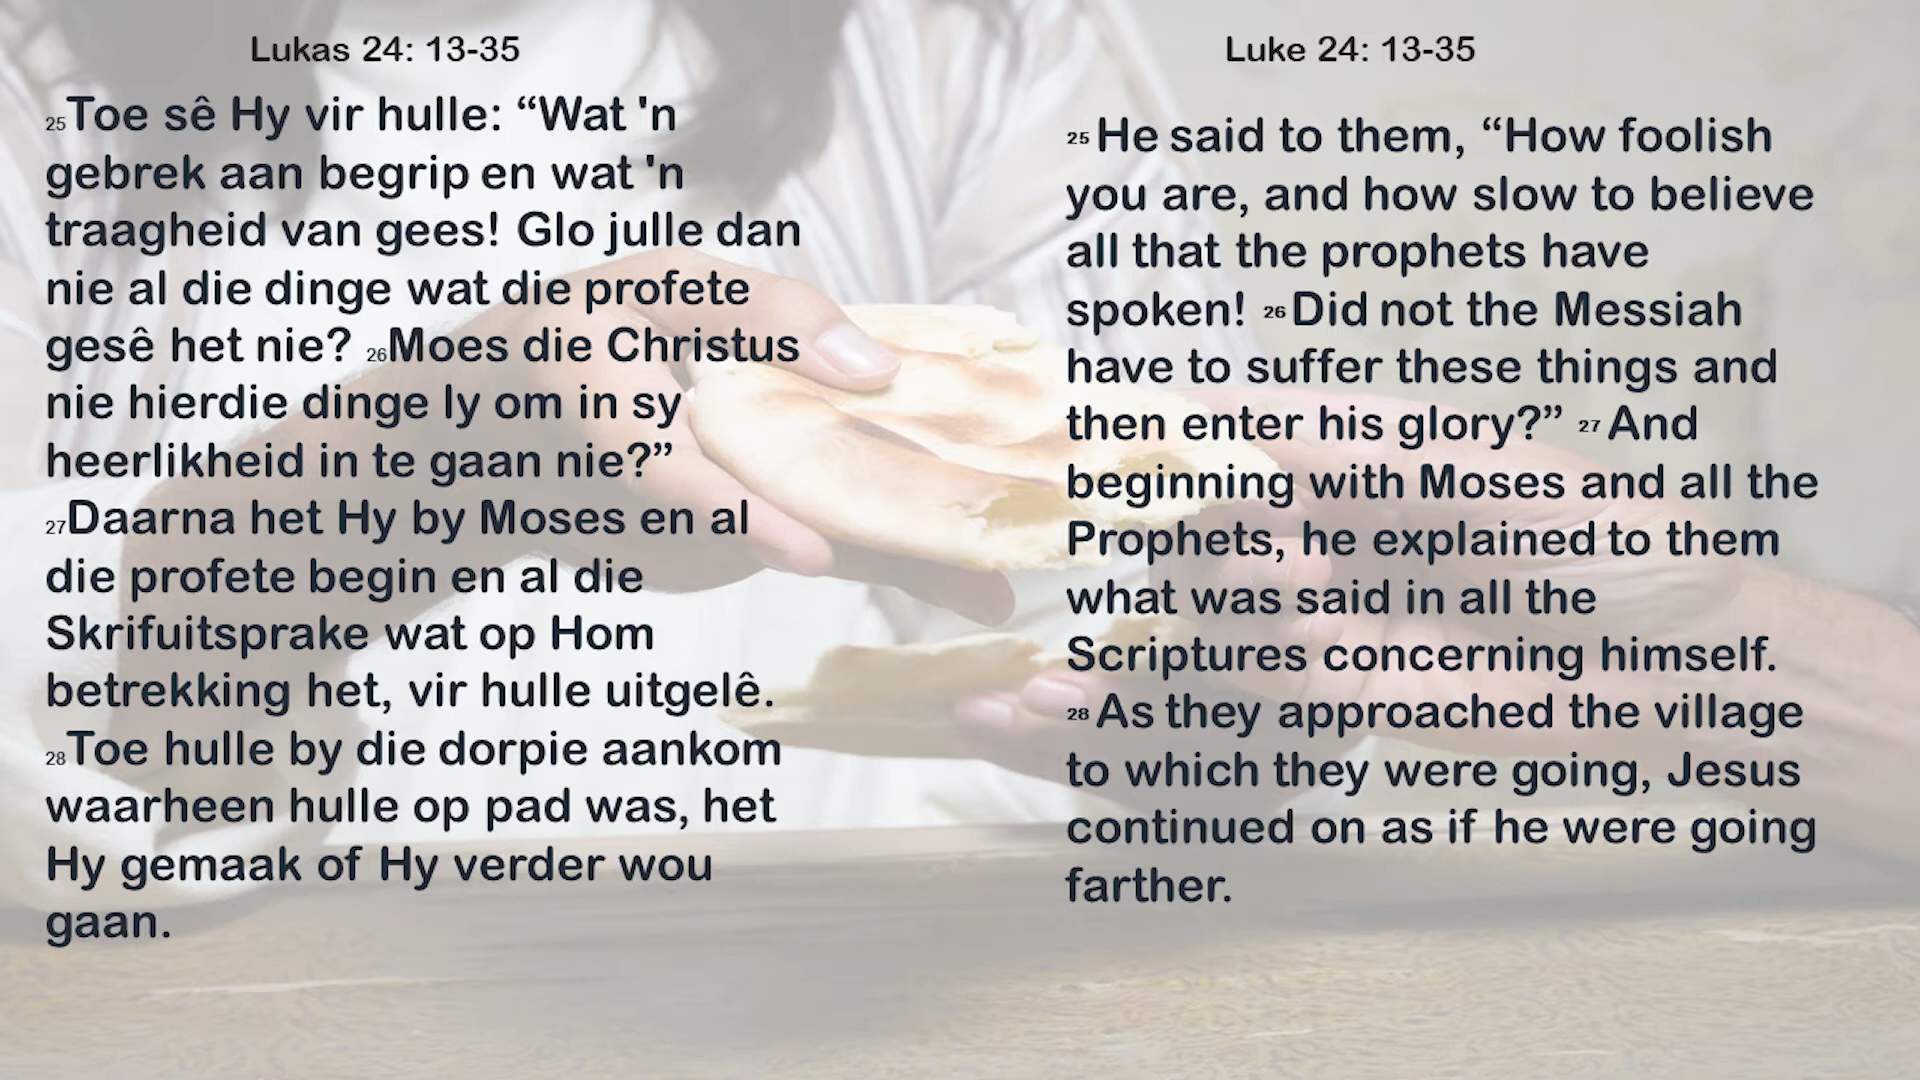 Lukas 24: 13-35
25Toe sê Hy vir hulle: “Wat 'n
gebrek aan begrip en wat 'n
traagheid van gees! Glo julle dan
nie al die dinge wat die profete
gesê het nie? 26Moes die Christus
nie hierdie dinge ly om in sy
heerlikheid in te gaan nie?”
27Daarna het Hy by Moses en al
die profete begin en al die
Skrifuitsprake wat op Hom
betrekking het, vir hulle uitgelê.
28Toe hulle by die dorpie aankom
waarheen hulle op pad was, het
Hy gemaak of Hy verder wou
gaan.
Luke 24: 13-35
25 He said to them, “How foolish
you are, and how slow to believe
all that the prophets have
spoken! 26 Did not the Messiah
have to suffer these things and
then enter his glory?” 27 And
beginning with Moses and all the
Prophets, he explained to them
what was said in all the
Scriptures concerning himself.
28 As they approached the village
to which they were going, Jesus
continued on as if he were going
farther.